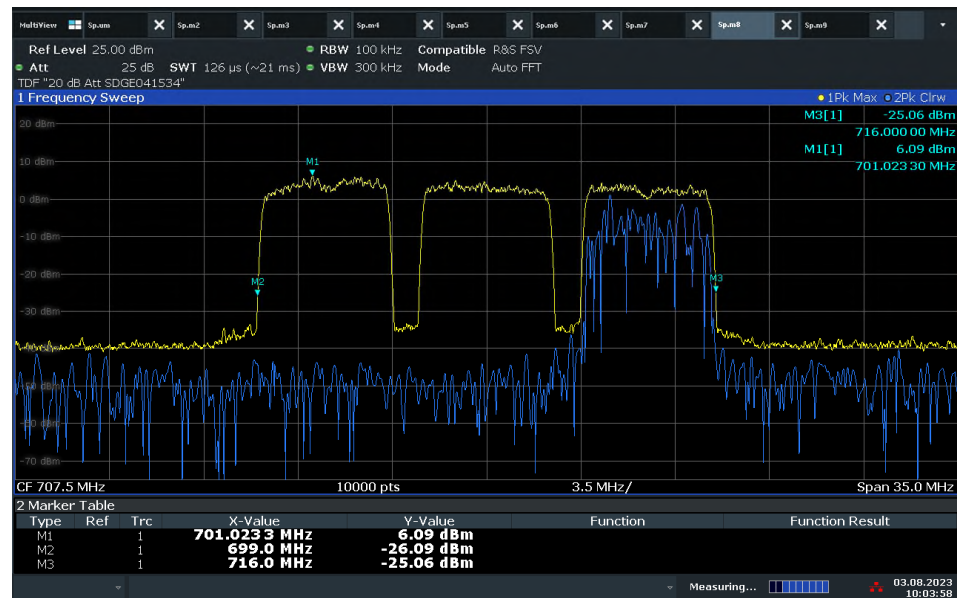 MultiView Sp.um Sp.m2 Sp.m3 Sp.m4 Sp.m5 Sp.m6 Sp.m7 Sp.m8 Sp.m9
Ref Level 25.00 dBm RBW 100 kHz Compatible R&S FSV
Att 25 dB SWT 126 µs (~21 ms) VBW 300 kHz Mode Auto FFT
TDF "20 dB Att SDGE041534"
1 Frequency Sweep 1Pk Max 2Pk Clrw
M3[1] -25.06 dBm
20 dBm
716.000 00 MHz
M1[1] 6.09 dBm
10 dBm M1
701.023 30 MHz
0 dBm
-10 dBm
-20 dBm
M2 M3
-30 dBm
-50 dBm
-60 dBm
-70 dBm
CF 707.5 MHz 10000 pts 3.5 MHz/ Span 35.0 MHz
2 Marker Table
Type Ref Trc X-Value Y-Value Function Function Result
M1 1 701.023 3 MHz 6.09 dBm
M2 1 699.0 MHz -26.09 dBm
M3 1 716.0 MHz -25.06 dBm
Measuring... 03.08.2023
10:03:58